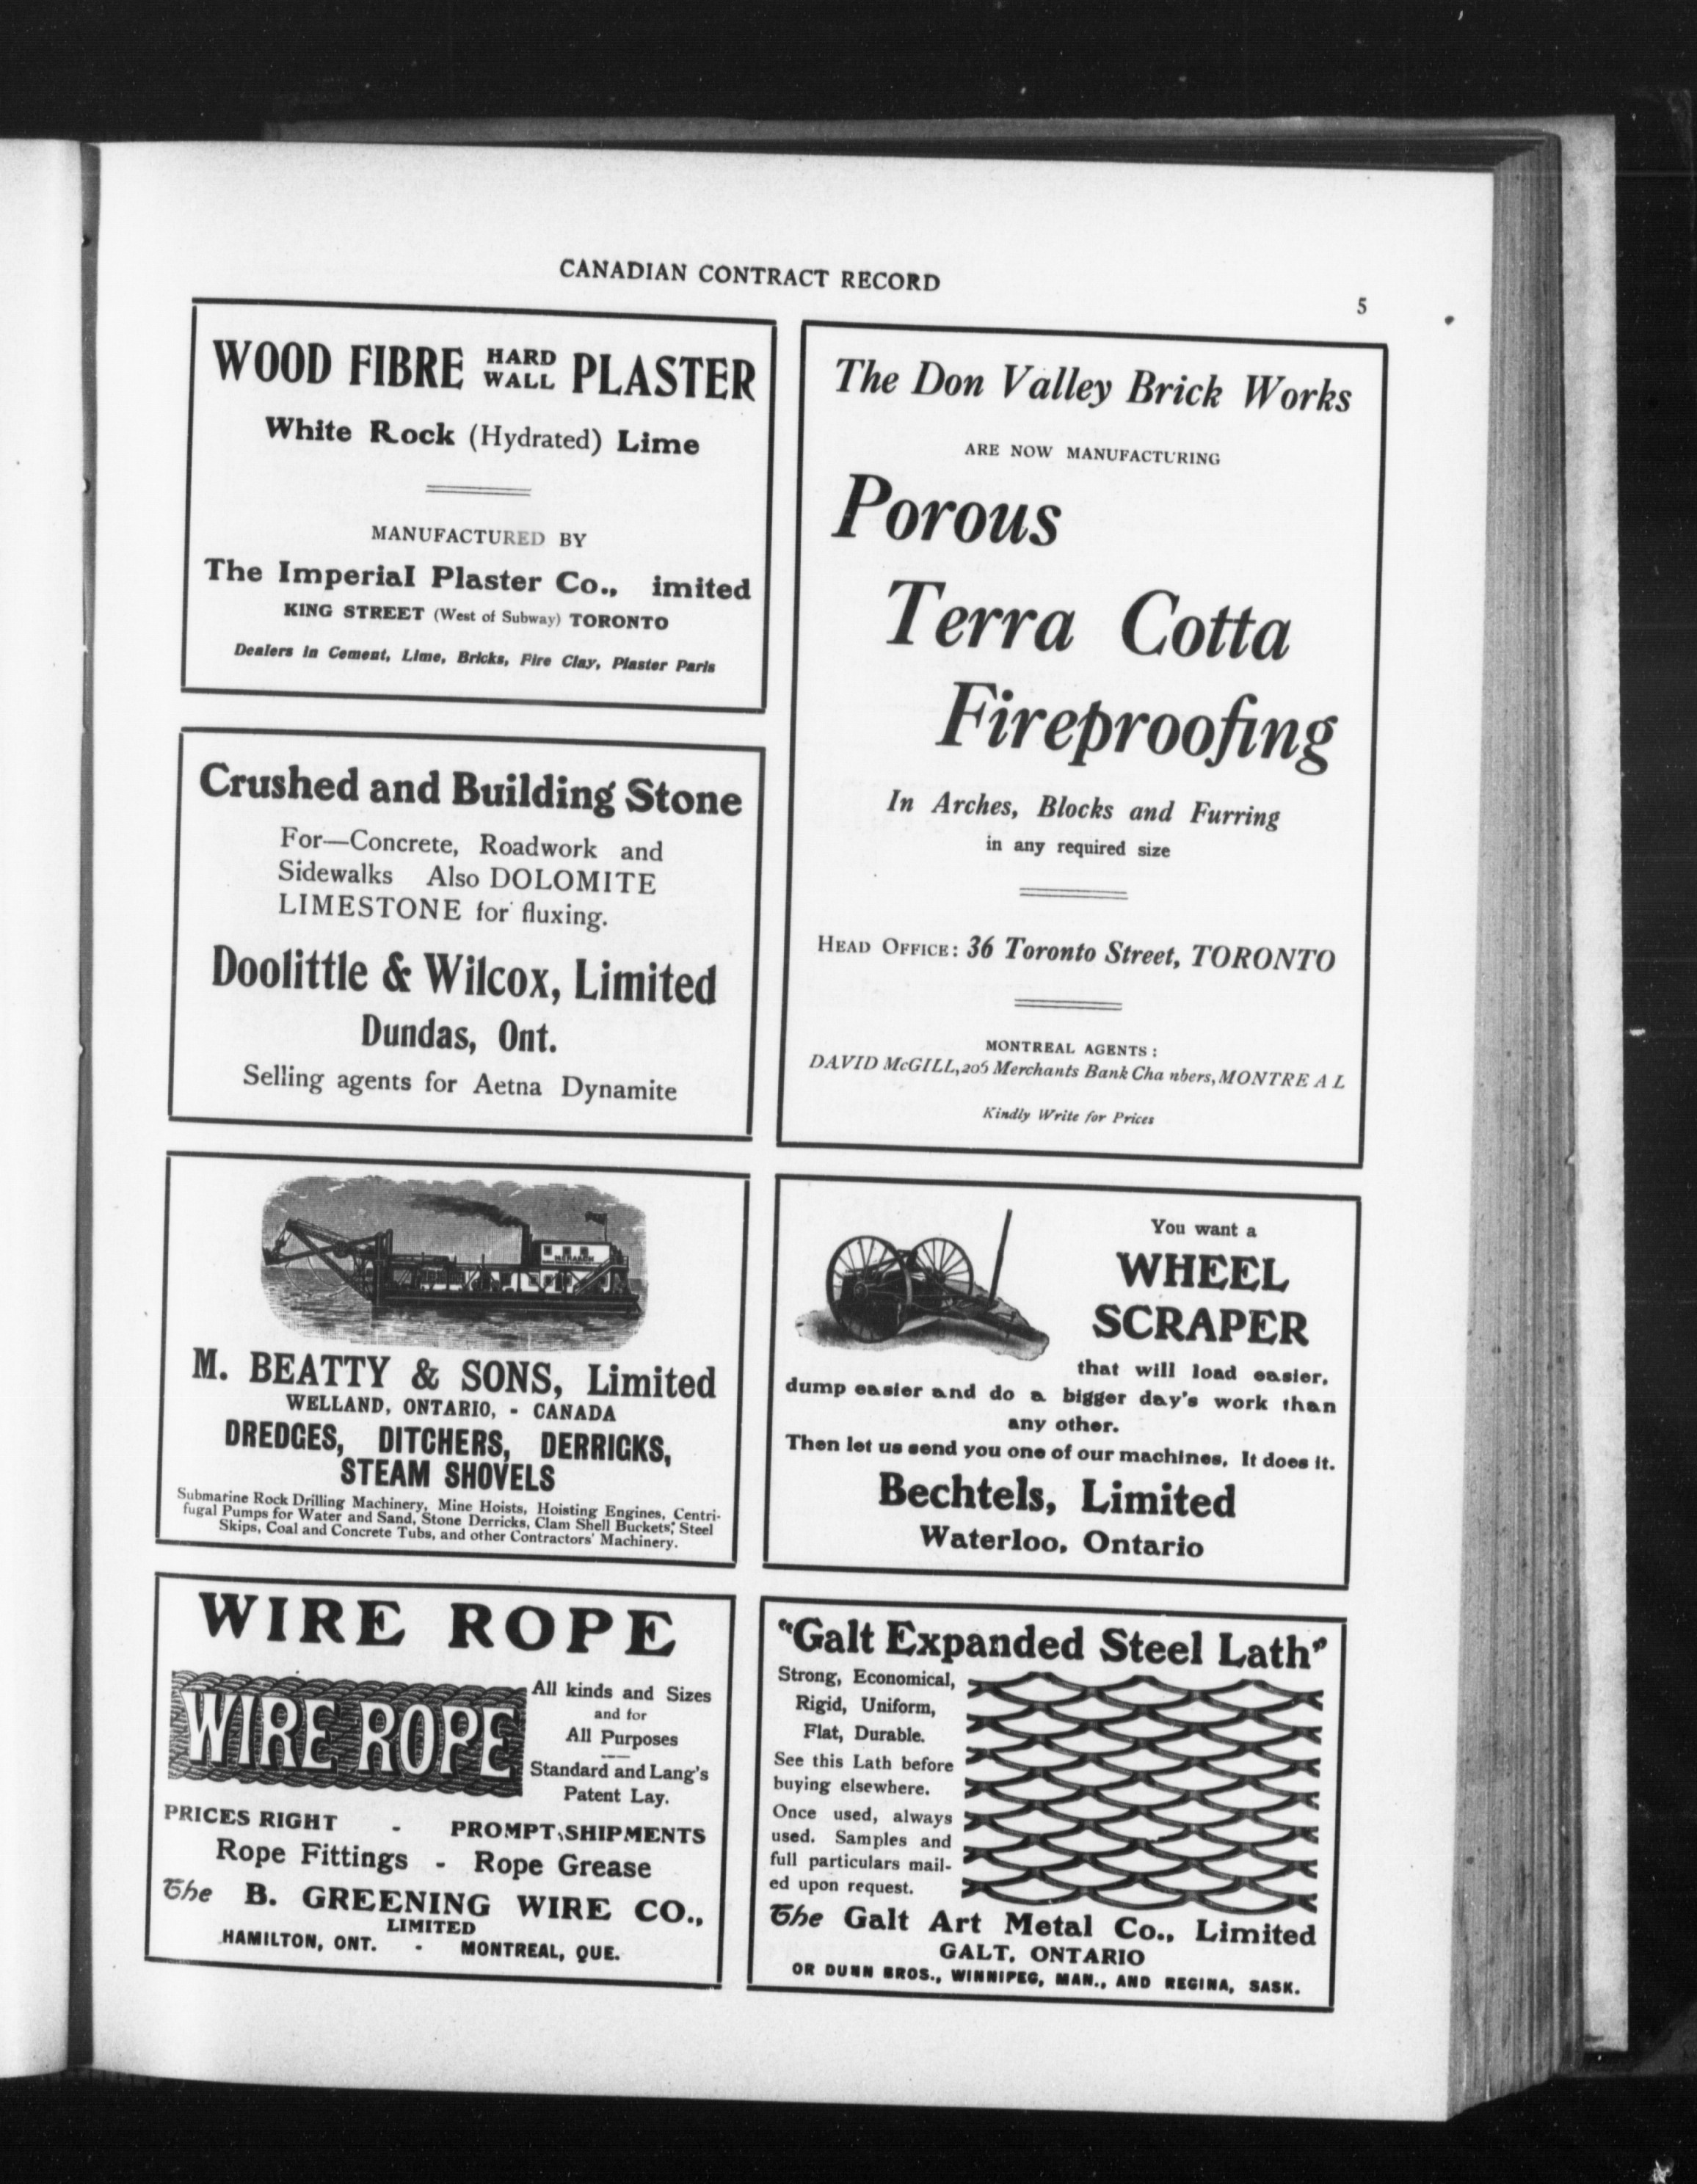 CANADIAN CONTRACT RECORD
5
WOOD FIBRE HARD WALL PLASTER
White Rock (Hydrated) Lime
MANUFACTURED BY
The Imperial Plaster Co., imited
KING STREET (West of Subway) TORONTO
Dealers in Cement, Lime, Bricks, Fire Clay, Plaster Paris
The Don Valley Brick Works
ARE NOW MANUFACTURING
Porous
Terra Cotta
Fireproofing
In Arches, Blocks and Furring
in any required size
HEAD OFFICE: 36 Toronto Street, TORONTO
MONTREAL AGENTS:
DAVID McGILL, 206 Merchants Bank Cha nbers, MONTREAL
Kindly Write for Prices
Crushed and Building Stone
For—Concrete, Roadwork and
Sidewalks Also DOLOMITE
LIMESTONE for fluxing.
Doolittle & Wilcox, Limited
Dundas, Ont.
Selling agents for Aetna Dynamite
M. BEATTY & SONS, Limited
WELLAND, ONTARIO, - CANADA
DREDGES, DITCHERS, DERRICKS,
STEAM SHOVELS
Submarine Rock Drilling Machinery, Mine Hoists, Hoisting Engines, Centri-
fugal Pumps for Water and Sand, Stone Derricks, Clam Shell Buckets, Steel
Skips, Coal and Concrete Tubs, and other Contractors' Machinery.
You want a
WHEEL
SCRAPER
that will load easier,
dump easier and do a bigger day's work than
any other.
Then let us send you one of our machines. It does it.
Bechtels, Limited
Waterloo, Ontario
WIRE ROPE
WIRE ROPE
All kinds and Sizes
and for
All Purposes
Standard and Lang's
Patent Lay.
PRICES RIGHT - PROMPT SHIPMENTS
Rope Fittings - Rope Grease
The B. GREENING WIRE CO.,
LIMITED
HAMILTON, ONT. - MONTREAL, QUE.
"Galt Expanded Steel Lath"
Strong, Economical,
Rigid, Uniform,
Flat, Durable.
See this Lath before
buying elsewhere.
Once used, always
used. Samples and
full particulars mail-
ed upon request.
The Galt Art Metal Co., Limited
GALT, ONTARIO
OR DUNN BROS., WINNIPEG, MAN., AND REGINA, SASK.